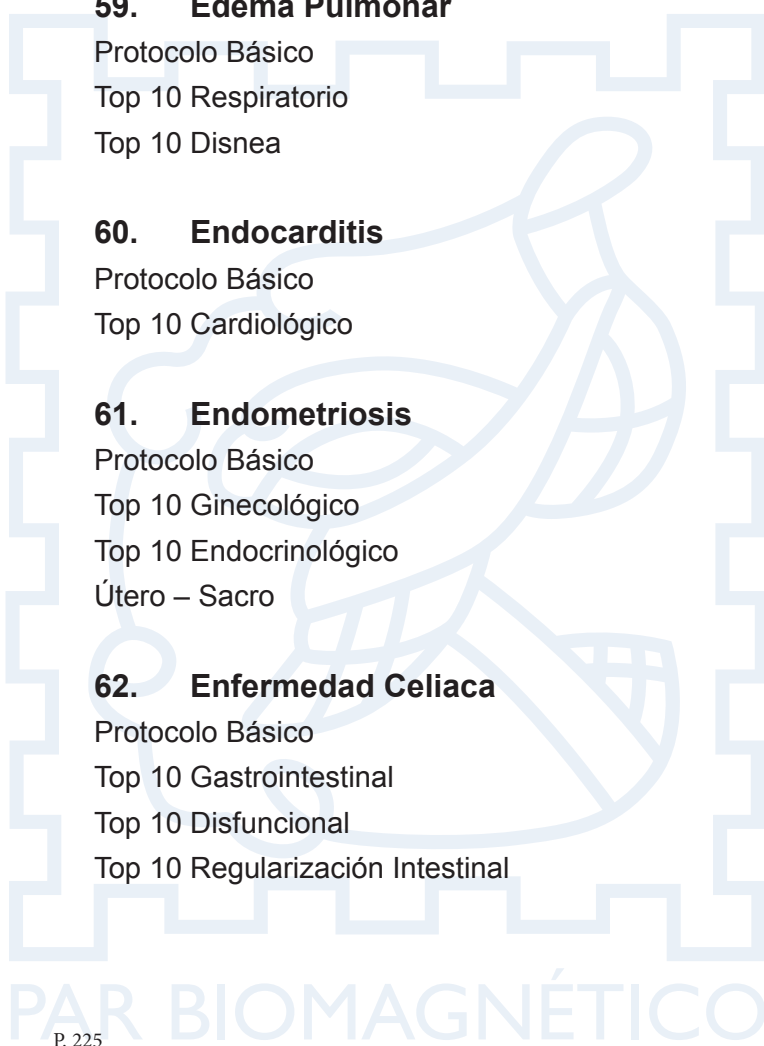 59. Edema Pulmonar
Protocolo Básico
Top 10 Respiratorio
Top 10 Disnea
60. Endocarditis
Protocolo Básico
Top 10 Cardiológico
61. Endometriosis
Protocolo Básico
Top 10 Ginecológico
Top 10 Endocrinológico
Útero – Sacro
62. Enfermedad Celiaca
Protocolo Básico
Top 10 Gastrointestinal
Top 10 Disfuncional
Top 10 Regularización Intestinal
PAR BIOMAGNÉTICO
P. 225